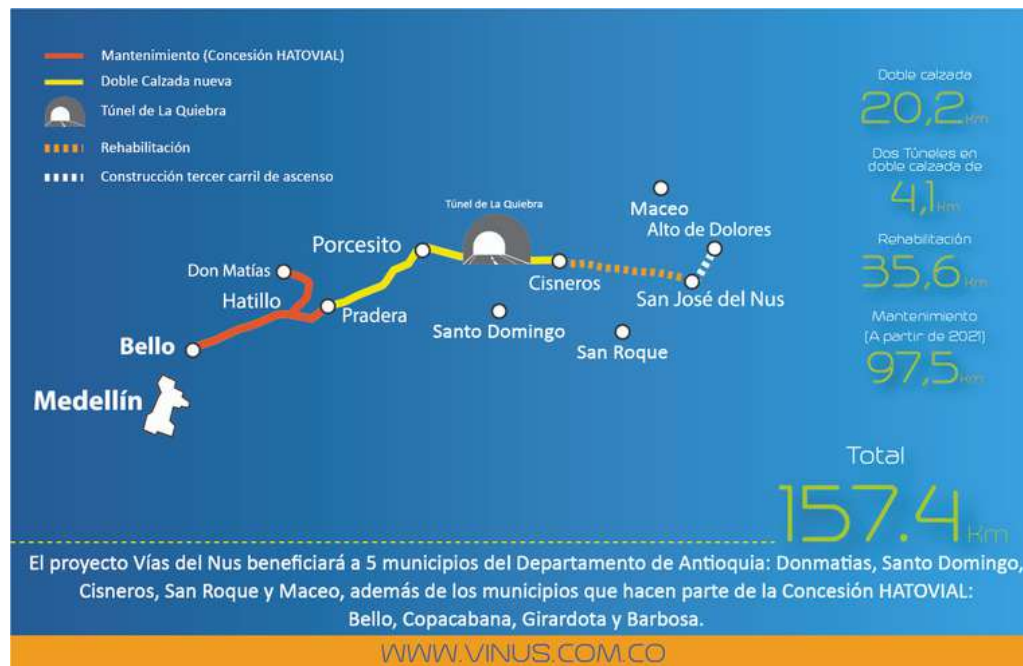 Mantenimiento (Concesión HATOVIAL)
Doble Calzada nueva
Túnel de La Quiebra
Rehabilitación
Construcción tercer carril de ascenso
Doble calzada
20,2 Km
Dos Túneles en
doble calzada de
4,1 Km
Rehabilitación
35,6 Km
Mantenimiento
(A partir de 2021)
97,5 Km
Total
157.4 Km
Túnel de La Quiebra
Maceo
Alto de Dolores
Porcesito
Don Matías
Cisneros
Hatillo
San José del Nus
Pradera
Santo Domingo
San Roque
Bello
Medellín
El proyecto Vías del Nus beneficiará a 5 municipios del Departamento de Antioquia: Donmatias, Santo Domingo,
Cisneros, San Roque y Maceo, además de los municipios que hacen parte de la Concesión HATOVIAL:
Bello, Copacabana, Girardota y Barbosa.
WWW.VINUS.COM.CO